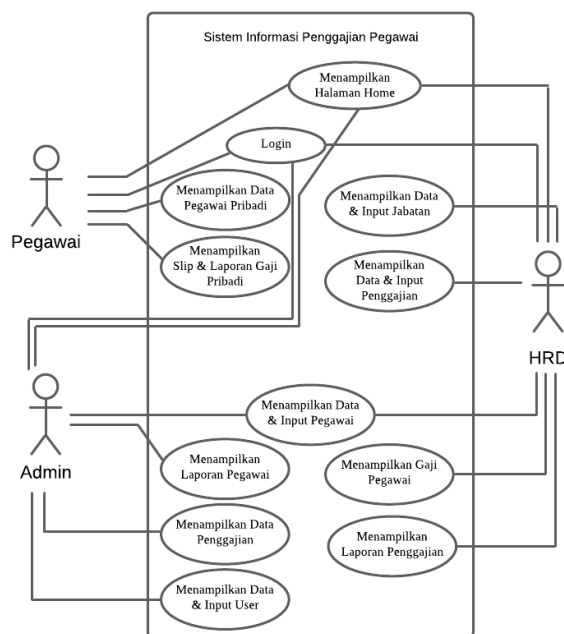 Sistem Informasi Penggajian Pegawai
Menampilkan
Halaman Home
Login
Menampilkan Data
Pegawai Pribadi
Menampilkan Data
& Input Jabatan
Pegawai
Menampilkan
Slip & Laporan Gaji
Pribadi
Menampilkan
Data & Input
Penggajian
HRD
Menampilkan Data
& Input Pegawai
Admin
Menampilkan
Laporan Pegawai
Menampilkan Gaji
Pegawai
Menampilkan Data
Penggajian
Menampilkan
Laporan Penggajian
Menampilkan Data
& Input User